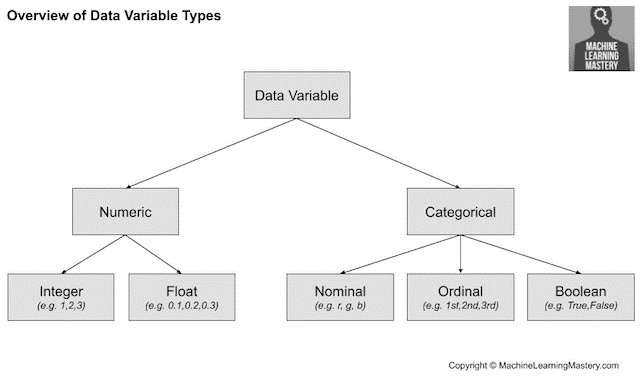 Overview of Data Variable Types
MACHINE
LEARNING
MASTERY
Data Variable
Numeric
Categorical
Integer
(e.g. 1,2,3)
Float
(e.g. 0.1,0.2,0.3)
Nominal
(e.g. r, g, b)
Ordinal
(e.g. 1st,2nd,3rd)
Boolean
(e.g. True,False)
Copyright © MachineLearningMastery.com